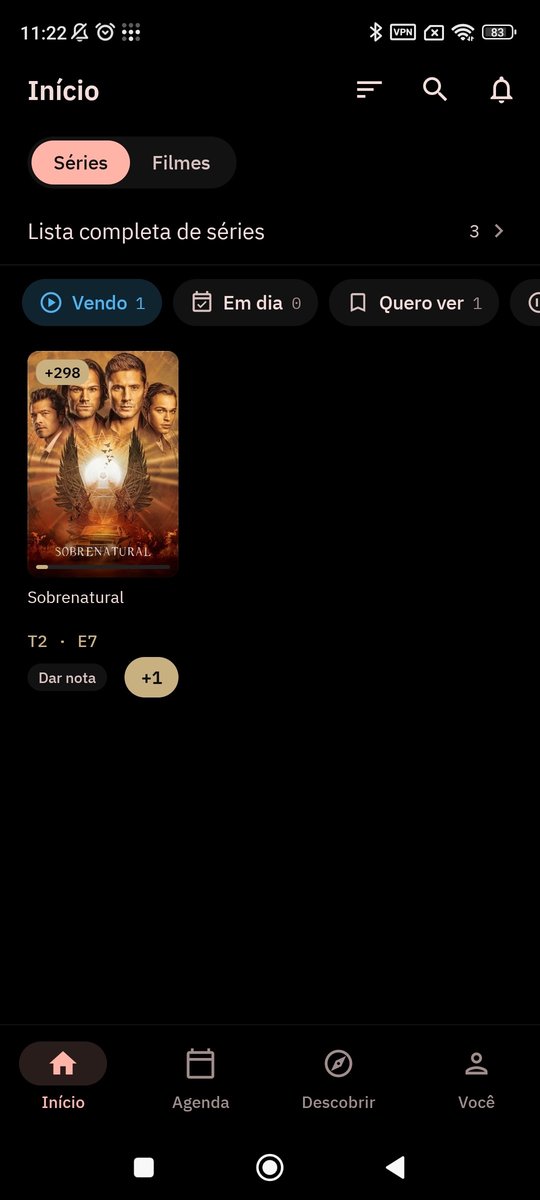 11:22 VPN 83
Início
Séries Filmes
Lista completa de séries 3
Vendo 1 Em dia 0 Quero ver 1
+298
SOBRENATURAL
Sobrenatural
T2 · E7
Dar nota +1
Início Agenda Descobrir Você